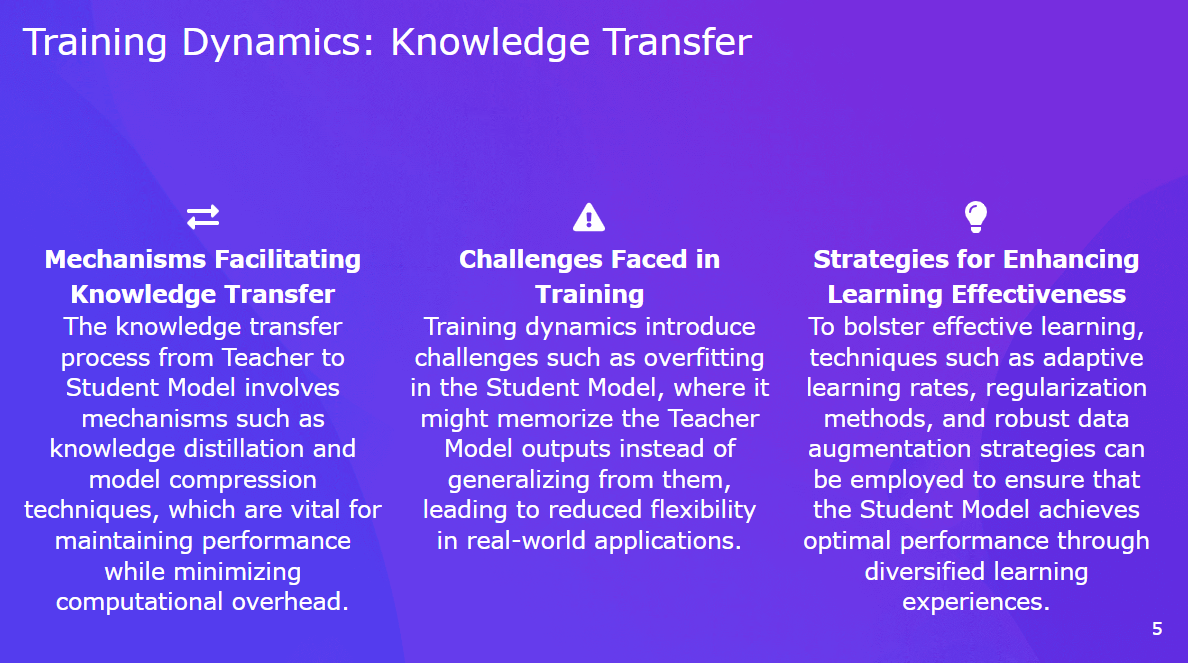 Training Dynamics: Knowledge Transfer
Mechanisms Facilitating
Knowledge Transfer
The knowledge transfer
process from Teacher to
Student Model involves
mechanisms such as
knowledge distillation and
model compression
techniques, which are vital for
maintaining performance
while minimizing
computational overhead.
Challenges Faced in
Training
Training dynamics introduce
challenges such as overfitting
in the Student Model, where it
might memorize the Teacher
Model outputs instead of
generalizing from them,
leading to reduced flexibility
in real-world applications.
Strategies for Enhancing
Learning Effectiveness
To bolster effective learning,
techniques such as adaptive
learning rates, regularization
methods, and robust data
augmentation strategies can
be employed to ensure that
the Student Model achieves
optimal performance through
diversified learning
experiences.
5